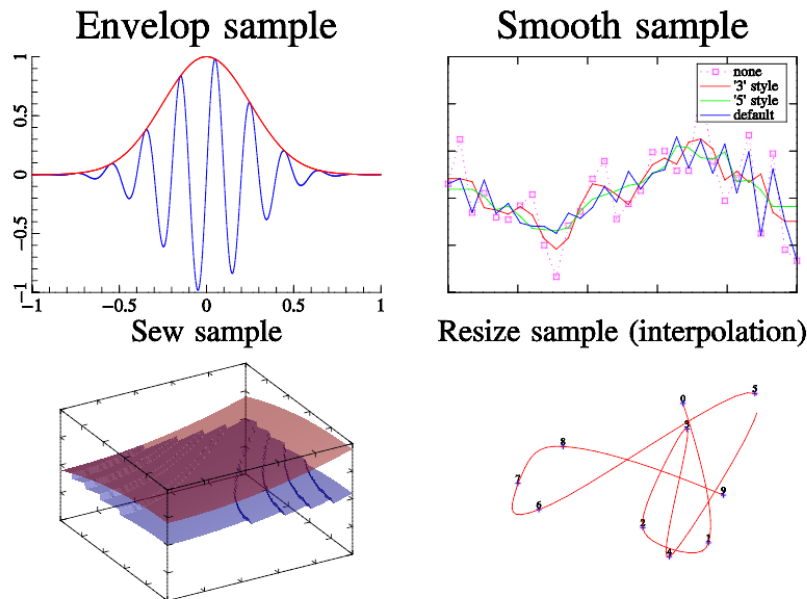 Envelop sample
Smooth sample
1
0.5
0
−0.5
−1
−1
−0.5
0
0.5
1
none
'3' style
'5' style
default
Sew sample
Resize sample (interpolation)
0
5
3
8
7
6
9
2
1
4